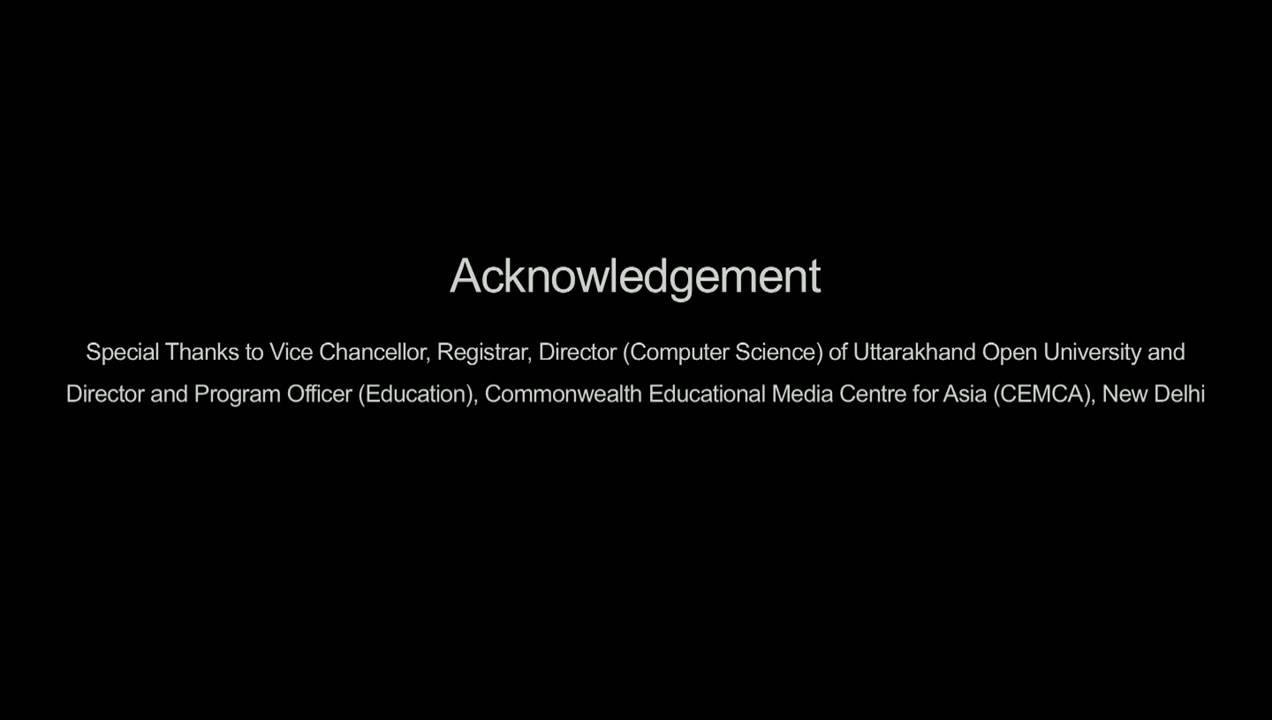 Acknowledgement
Special Thanks to Vice Chancellor, Registrar, Director (Computer Science) of Uttarakhand Open University and
Director and Program Officer (Education), Commonwealth Educational Media Centre for Asia (CEMCA), New Delhi